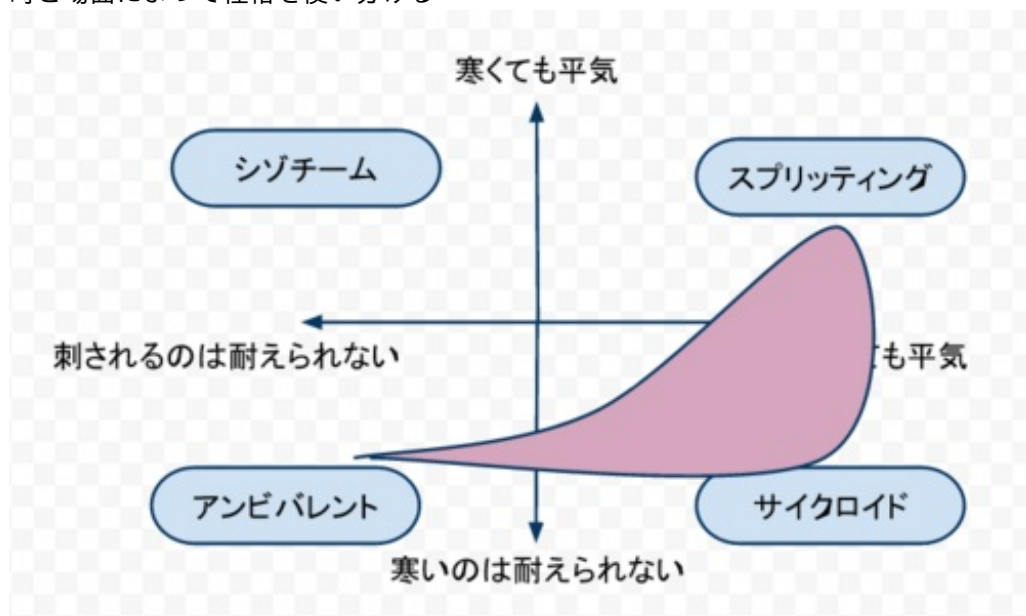 寒くても平気
シゾチーム
スプリッティング
刺されるのは耐えられない
も平気
アンビバレント
サイクロイド
寒いのは耐えられない